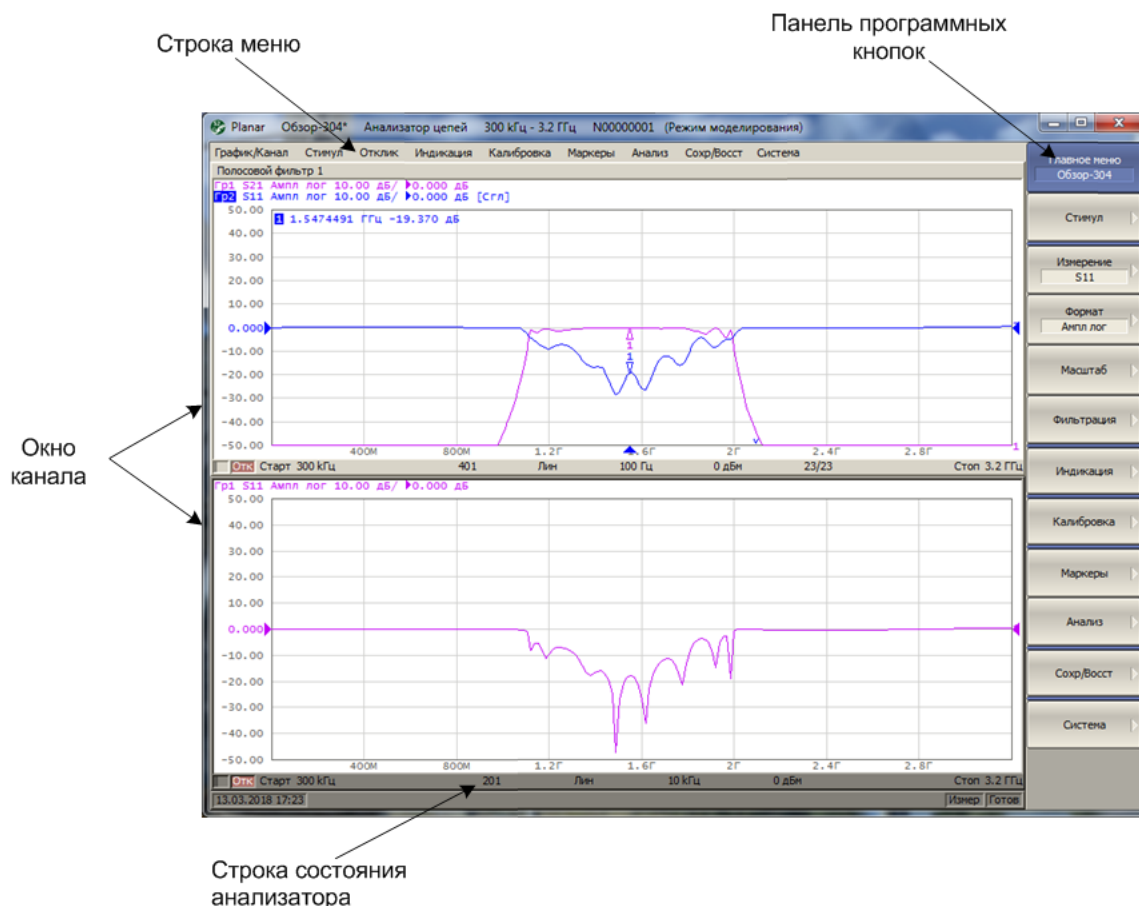 Строка меню
Панель программных
кнопок
Planar Обзор-304* Анализатор цепей 300 кГц - 3.2 ГГц N00000001 (Режим моделирования)
График/Канал Стимул Отклик Индикация Калибровка Маркеры Анализ Сохр/Восст Система
Главное меню
Обзор-304
Полосовой фильтр 1
Гр1 S21 Ампл лог 10.00 дБ/ 0.000 дБ
Гр2 S11 Ампл лог 10.00 дБ/ 0.000 дБ [Сгл]
1 1.5474491 ГГц -19.370 дБ
50.00
40.00
30.00
20.00
10.00
0.000
-10.00
-20.00
-30.00
-40.00
-50.00
1
1
1
1
400М 800М 1.2Г 1.6Г 2Г 2.4Г 2.8Г
Отк Старт 300 кГц 401 Лин 100 Гц 0 дБм 23/23 Стоп 3.2 ГГц
Стимул
Измерение
S11
Формат
Ампл лог
Масштаб
Фильтрация
Индикация
Калибровка
Маркеры
Анализ
Сохр/Восст
Система
Окно
канала
Гр1 S11 Ампл лог 10.00 дБ/ 0.000 дБ
50.00
40.00
30.00
20.00
10.00
0.000
-10.00
-20.00
-30.00
-40.00
-50.00
400М 800М 1.2Г 1.6Г 2Г 2.4Г 2.8Г
Отк Старт 300 кГц 201 Лин 10 кГц 0 дБм Стоп 3.2 ГГц
13.03.2018 17:23 Измер Готов
Строка состояния
анализатора